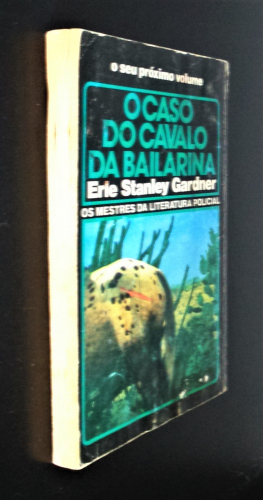 o seu próximo volume
O CASO
DO CAVALO
DA BAILARINA
Erle Stanley Gardner
OS MESTRES DA LITERATURA POLICIAL